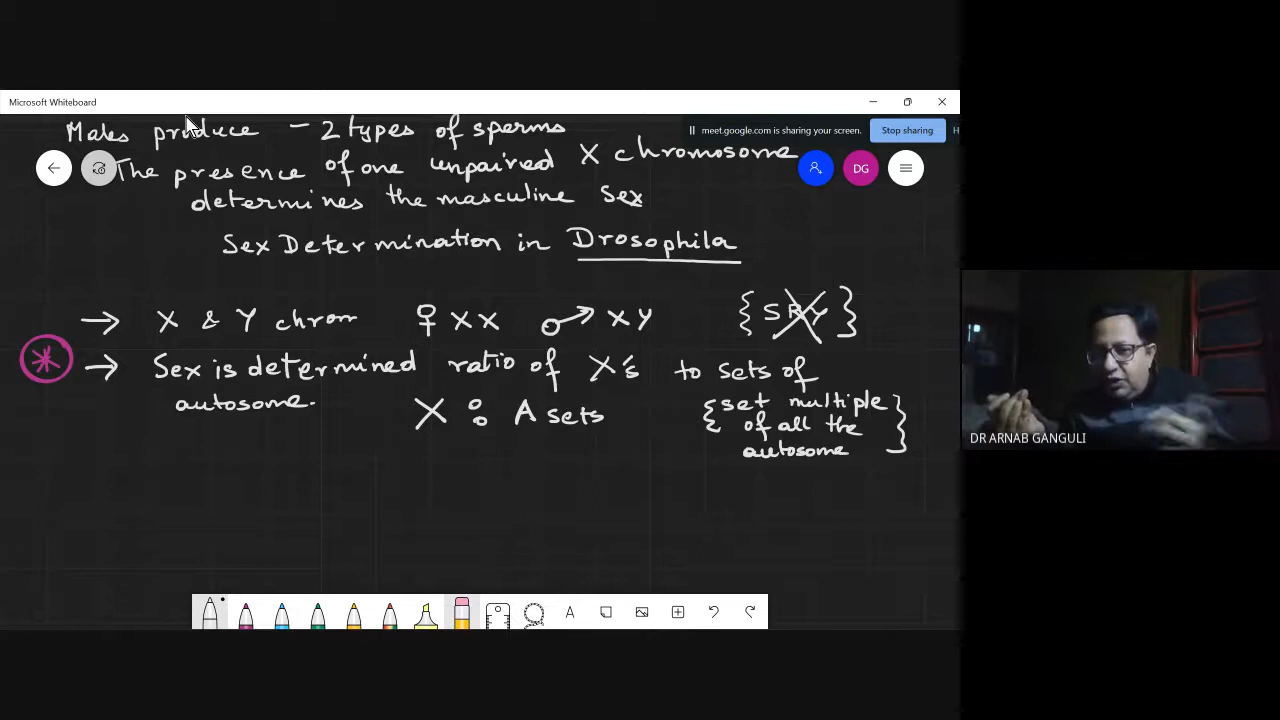 Microsoft Whiteboard
Males produce - 2 types of sperms
meet.google.com is sharing your screen.
Stop sharing
H
The presence of one unpaired X chromosome
determines the masculine Sex
DG
Sex Determination in Drosophila
→ X & Y chrom ♀ XX ♂ XY {SRY}
→ Sex is determined ratio of X's to sets of
autosome.
X : A sets
{set multiple
of all the
autosome}
DR ARNAB GANGULI
A